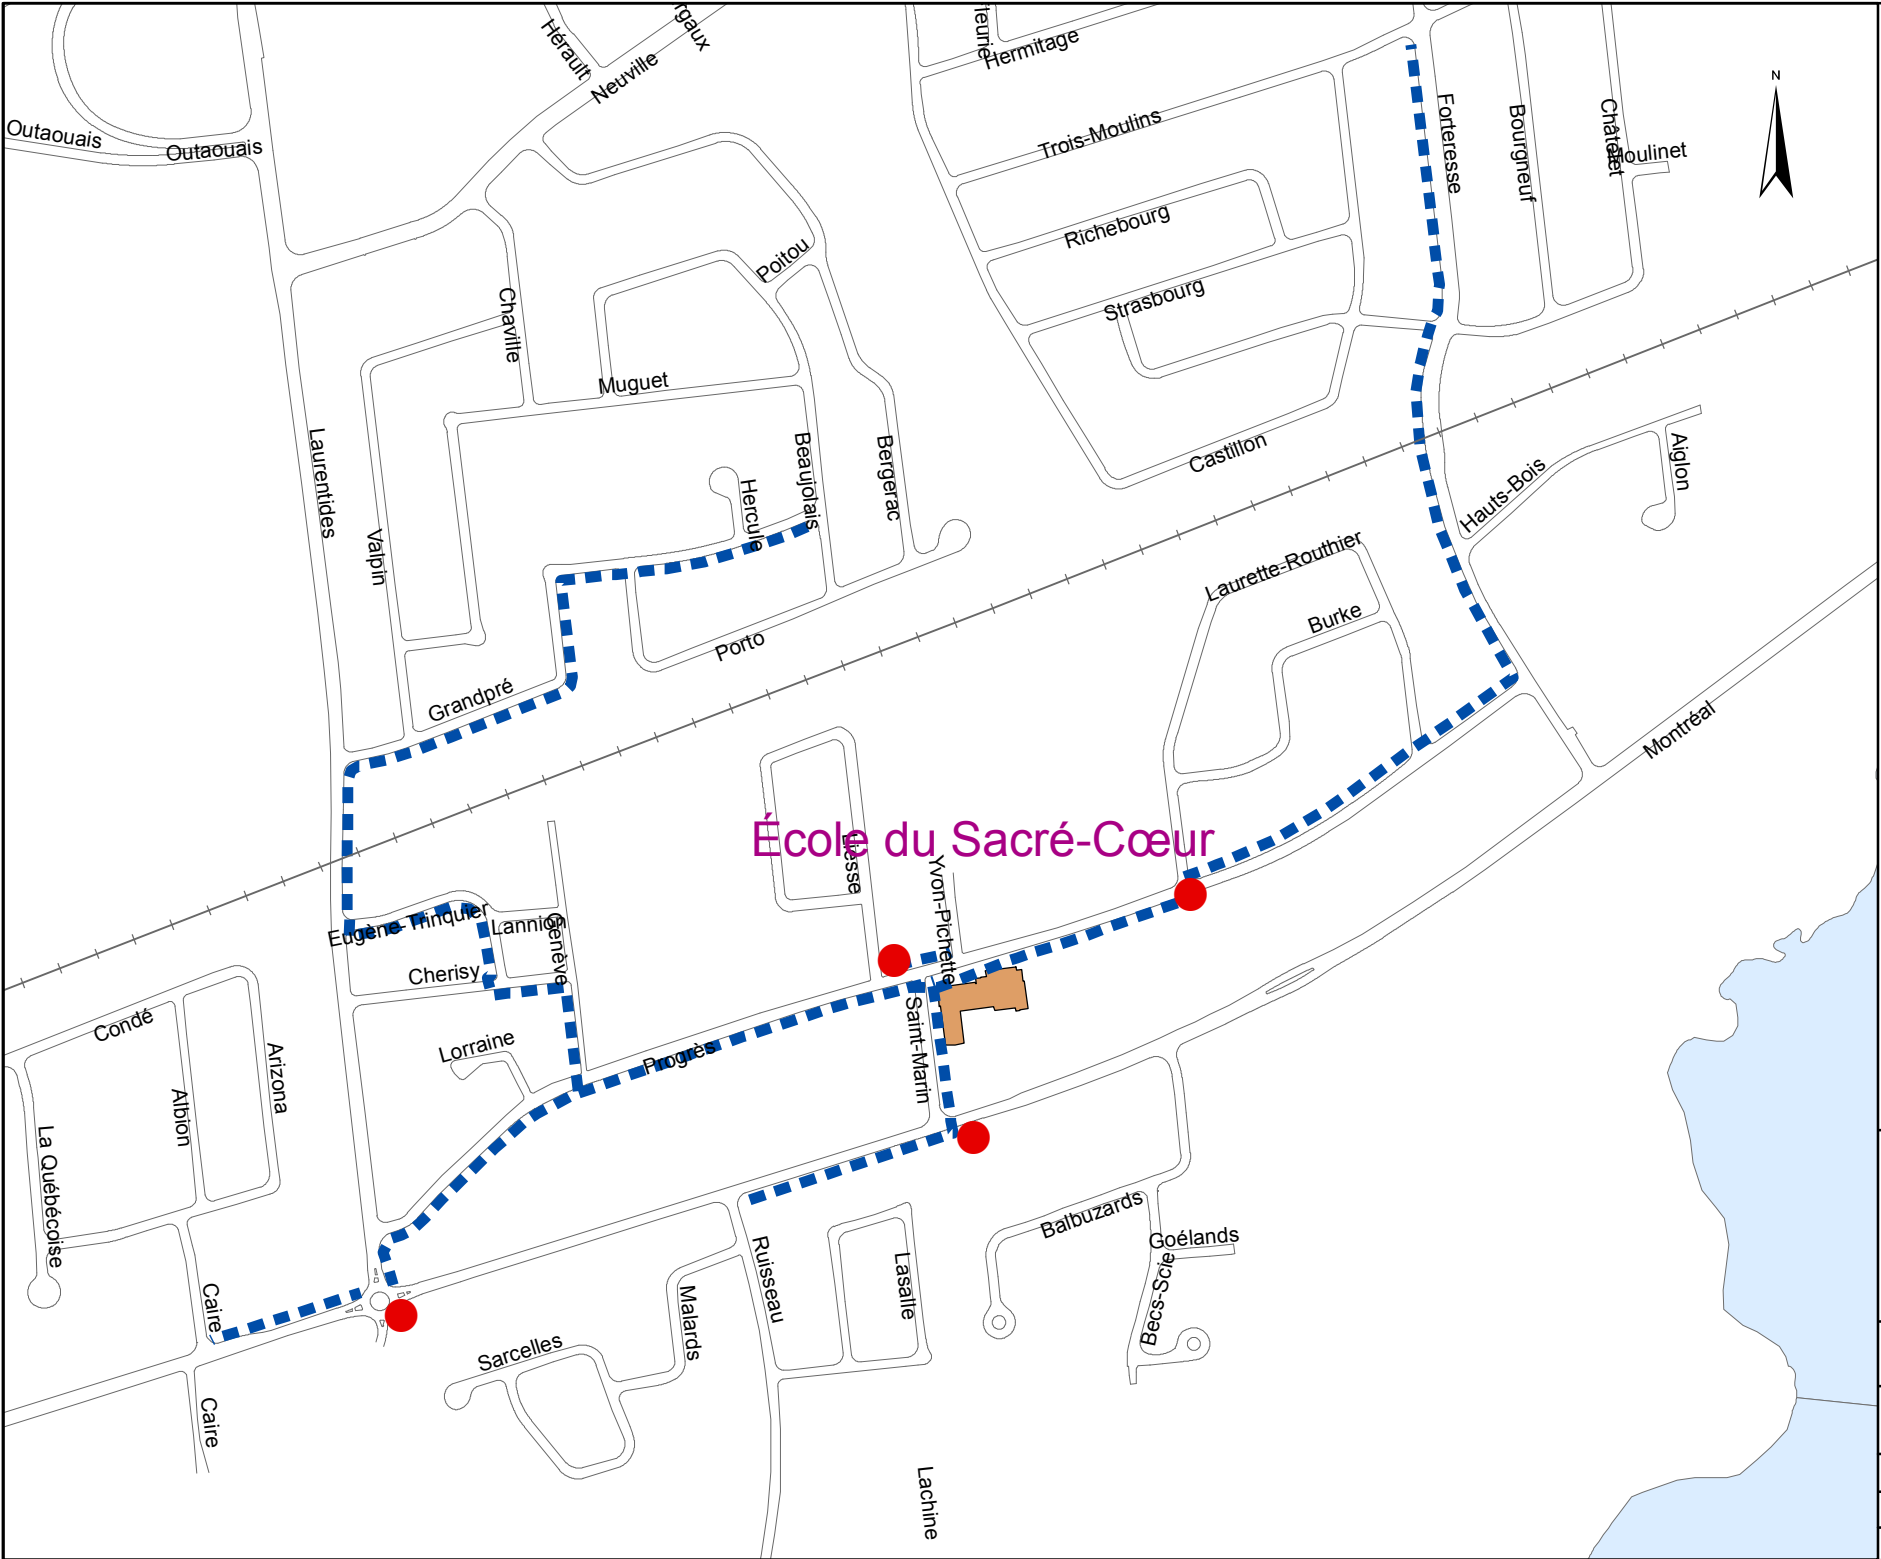 Hérault
Neuville
Hermitage
Outaouais
Outaouais
Trois-Moulins
Forteresse
Bourgneuf
Châtelet
N
Richebourg
Poitou
Strasbourg
Chaville
Muguet
Laurentides
Valpin
Beaujolais
Bergerac
Hercule
Castillon
Hauts-Bois
Aiglon
Laurette-Routhier
Burke
Porto
Grandpré
Montréal
École du Sacré-Cœur
Liesse
Yvon-Pichette
Eugène-Trinquier
Lannion
Genève
Cherisy
Condé
Arizona
Albion
Lorraine
Progrès
Saint-Marin
La Québécoise
Caire
Balbuzards
Goélands
Becs-Scie
Ruisseau
Lasalle
Malards
Sarcelles
Caire
Lachine